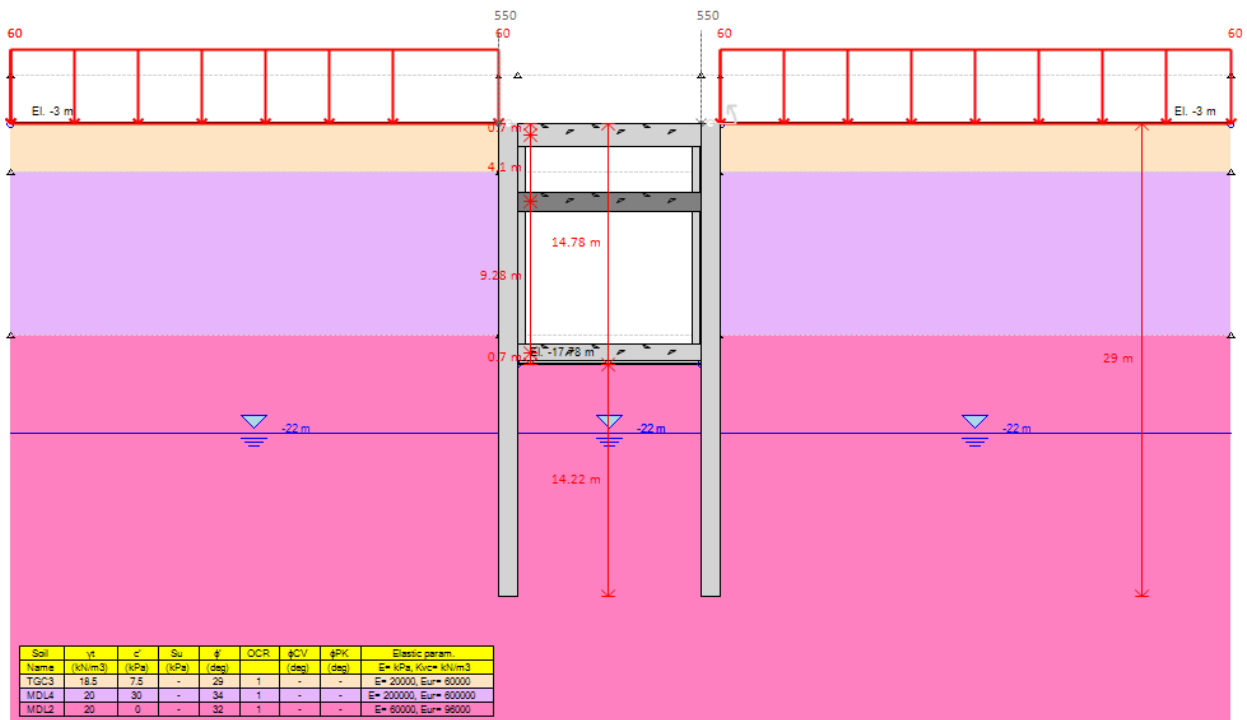 550 550
60 60 60 60
El. -3 m El. -3 m
0.7 m
4.1 m
14.78 m
9.28 m
El. -17.78 m
0.7 m 29 m
-22 m -22 m -22 m
14.22 m
Soil γt c' Su ϕ' OCR ϕCV ϕPK Elastic param.
Name (kN/m3) (kPa) (kPa) (deg) (deg) (deg) E= kPa, Kvc= kN/m3
TGC3 18.5 7.5 - 29 1 - - E= 20000, Eur= 60000
MDL4 20 30 - 34 1 - - E= 200000, Eur= 600000
MDL2 20 0 - 32 1 - - E= 60000, Eur= 96000